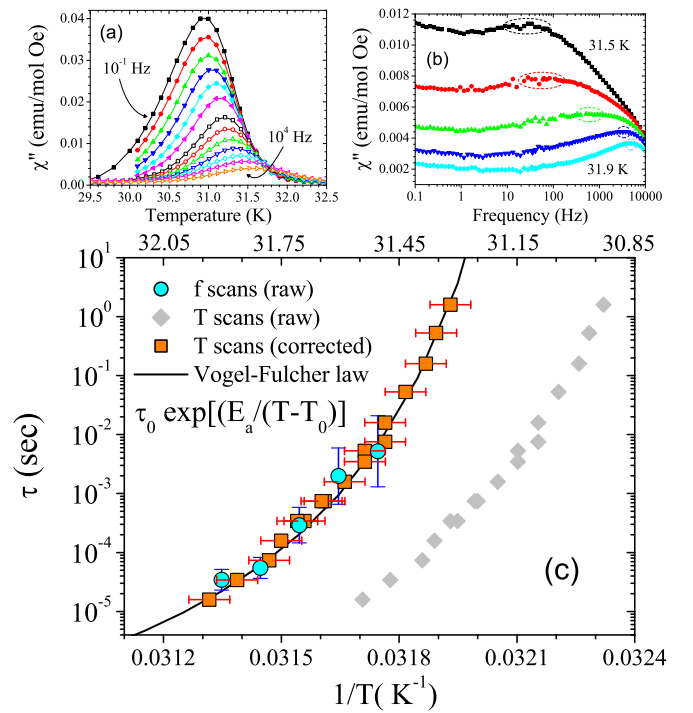 0.04
0.03
0.02
0.01
0.00
χ'' (emu/mol Oe)
(a)
10⁻¹ Hz
10⁴ Hz
29.5 30.0 30.5 31.0 31.5 32.0 32.5
Temperature (K)
0.012
0.010
0.008
0.006
0.004
0.002
χ'' (emu/mol Oe)
(b)
31.5 K
31.9 K
0.1 1 10 100 1000 10000
Frequency (Hz)
32.05 31.75 31.45 31.15 30.85
10¹
10⁰
10⁻¹
10⁻²
10⁻³
10⁻⁴
10⁻⁵
τ (sec)
f scans (raw)
T scans (raw)
T scans (corrected)
Vogel-Fulcher law
τ₀ exp[(Eₐ/(T-T₀)]
(c)
0.0312 0.0315 0.0318 0.0321 0.0324
1/T( K⁻¹)